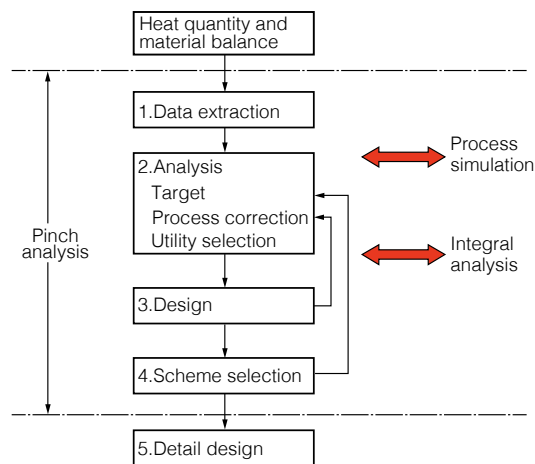 Heat quantity and
material balance
1.Data extraction
2.Analysis
Target
Process correction
Utility selection
3.Design
4.Scheme selection
5.Detail design
Pinch
analysis
Process
simulation
Integral
analysis